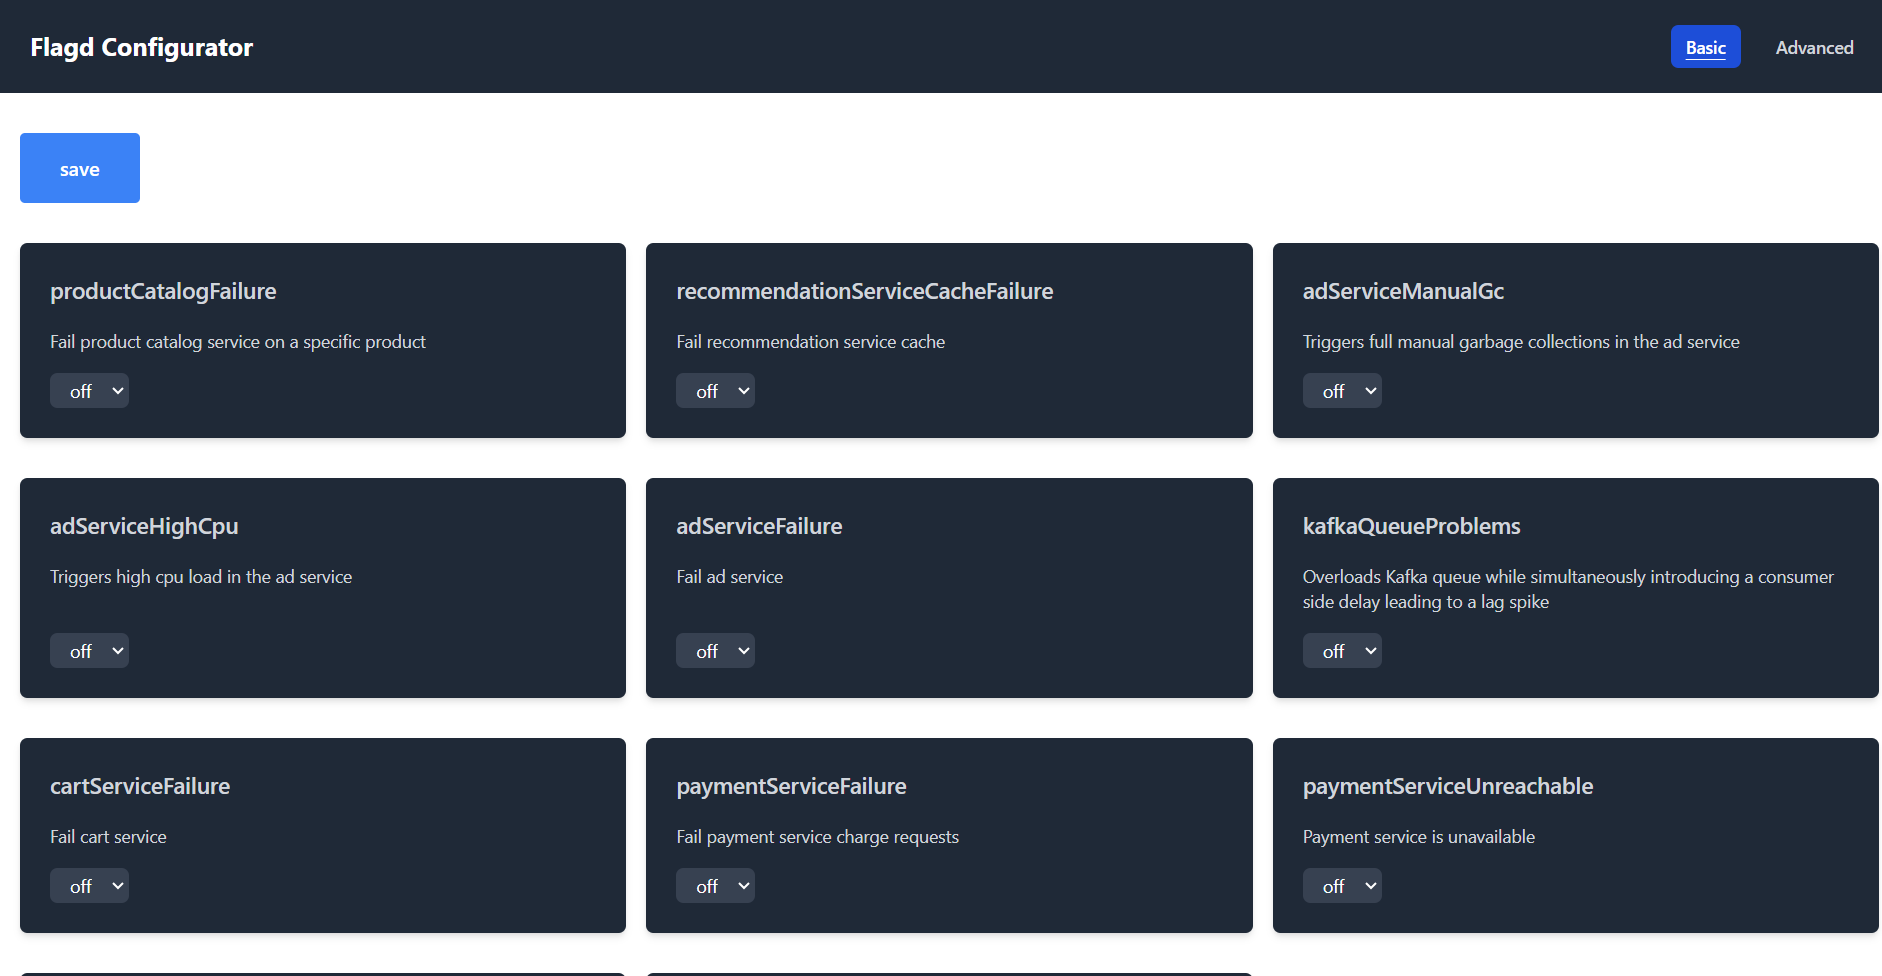 Flagd Configurator
Basic
Advanced
save
productCatalogFailure
Fail product catalog service on a specific product
off
recommendationServiceCacheFailure
Fail recommendation service cache
off
adServiceManualGc
Triggers full manual garbage collections in the ad service
off
adServiceHighCpu
Triggers high cpu load in the ad service
off
adServiceFailure
Fail ad service
off
kafkaQueueProblems
Overloads Kafka queue while simultaneously introducing a consumer
side delay leading to a lag spike
off
cartServiceFailure
Fail cart service
off
paymentServiceFailure
Fail payment service charge requests
off
paymentServiceUnreachable
Payment service is unavailable
off